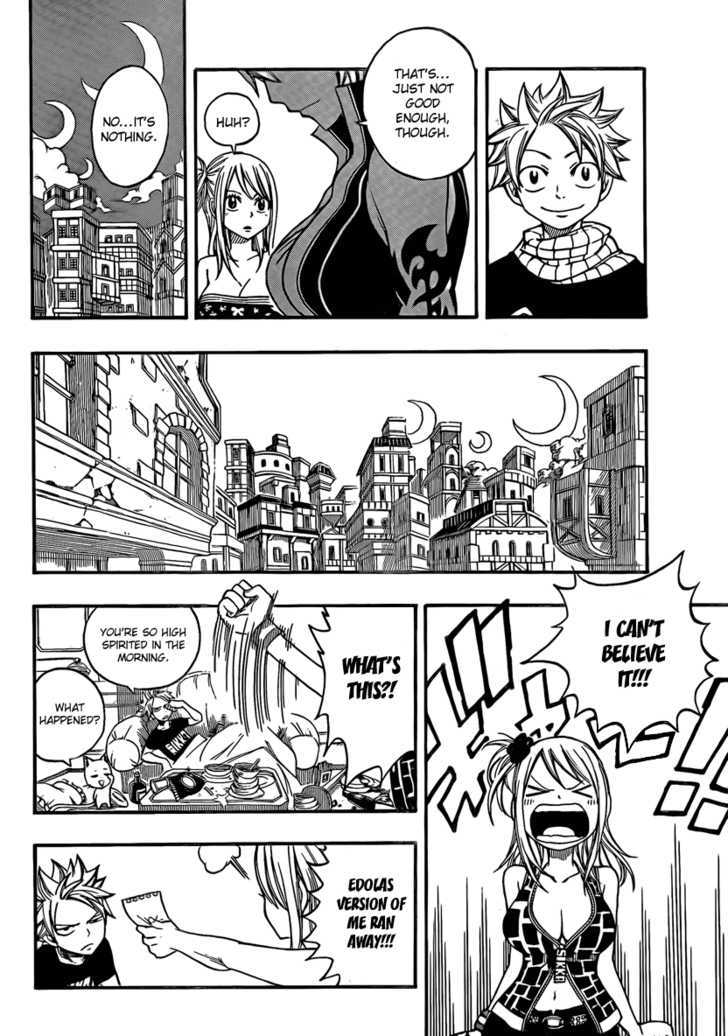 THAT'S...
JUST NOT
GOOD
ENOUGH,
THOUGH.
HUH?
NO...IT'S
NOTHING.
I CAN'T
BELIEVE
IT!!!
WHAT'S
THIS?!
YOU'RE SO HIGH
SPIRITED IN THE
MORNING.
WHAT
HAPPENED?
EDOLAS
VERSION OF
ME RAN
AWAY!!!